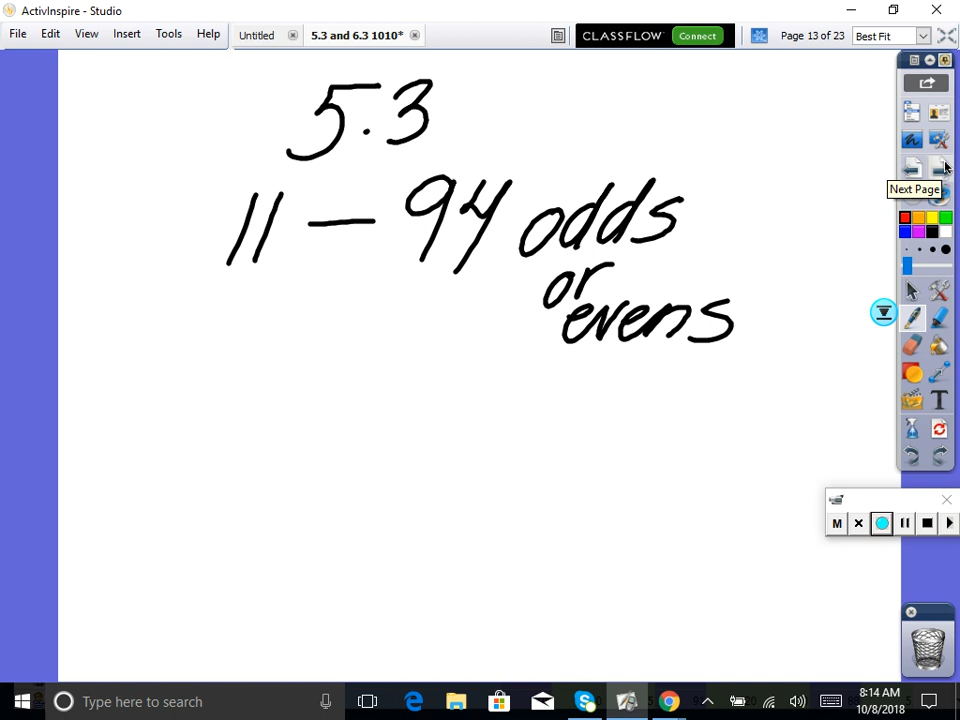 ActivInspire - Studio
File Edit View Insert Tools Help Untitled 5.3 and 6.3 1010* CLASSFLOW Connect Page 13 of 23 Best Fit
5.3
11 - 94 odds
or
evens
Next Page
T
M
Type here to search
8:14 AM
10/8/2018